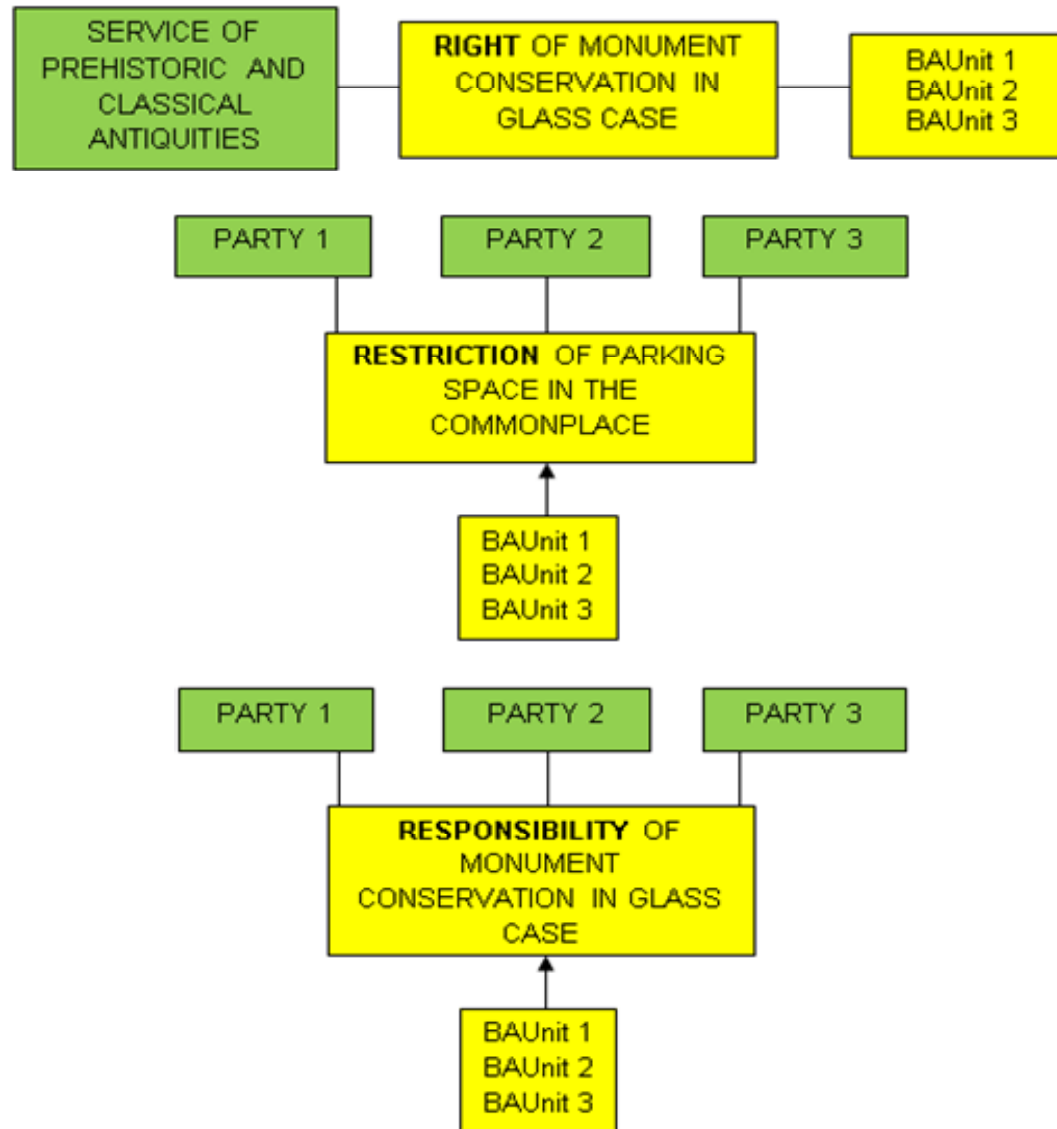 SERVICE OF
PREHISTORIC AND
CLASSICAL
ANTIQUITIES
RIGHT OF MONUMENT
CONSERVATION IN
GLASS CASE
BAUnit 1
BAUnit 2
BAUnit 3
PARTY 1
PARTY 2
PARTY 3
RESTRICTION OF PARKING
SPACE IN THE
COMMONPLACE
BAUnit 1
BAUnit 2
BAUnit 3
PARTY 1
PARTY 2
PARTY 3
RESPONSIBILITY OF
MONUMENT
CONSERVATION IN GLASS
CASE
BAUnit 1
BAUnit 2
BAUnit 3